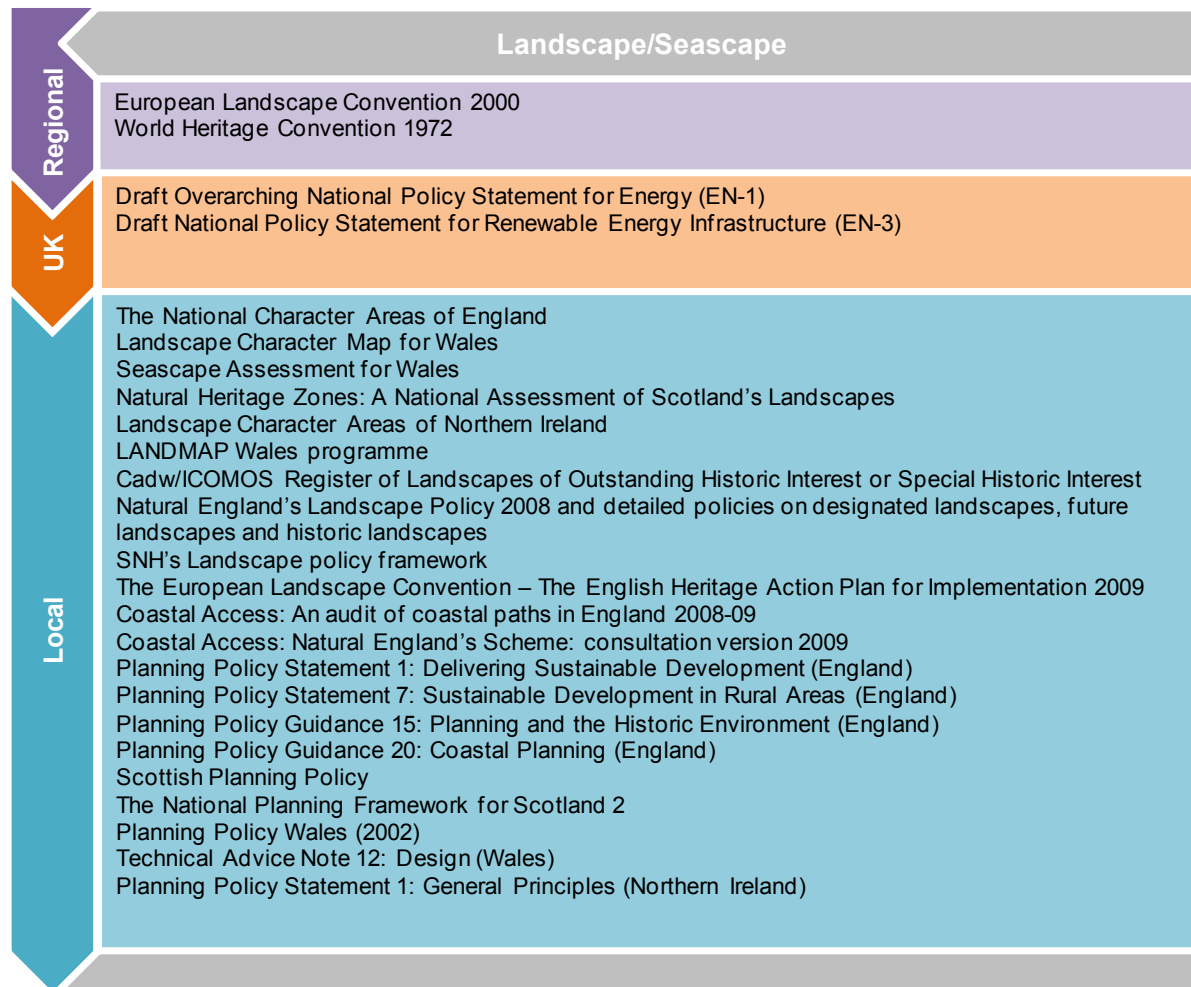 Landscape/Seascape
Regional
European Landscape Convention 2000
World Heritage Convention 1972
UK
Draft Overarching National Policy Statement for Energy (EN-1)
Draft National Policy Statement for Renewable Energy Infrastructure (EN-3)
Local
The National Character Areas of England
Landscape Character Map for Wales
Seascape Assessment for Wales
Natural Heritage Zones: A National Assessment of Scotland’s Landscapes
Landscape Character Areas of Northern Ireland
LANDMAP Wales programme
Cadw/ICOMOS Register of Landscapes of Outstanding Historic Interest or Special Historic Interest
Natural England’s Landscape Policy 2008 and detailed policies on designated landscapes, future
landscapes and historic landscapes
SNH’s Landscape policy framework
The European Landscape Convention – The English Heritage Action Plan for Implementation 2009
Coastal Access: An audit of coastal paths in England 2008-09
Coastal Access: Natural England’s Scheme: consultation version 2009
Planning Policy Statement 1: Delivering Sustainable Development (England)
Planning Policy Statement 7: Sustainable Development in Rural Areas (England)
Planning Policy Guidance 15: Planning and the Historic Environment (England)
Planning Policy Guidance 20: Coastal Planning (England)
Scottish Planning Policy
The National Planning Framework for Scotland 2
Planning Policy Wales (2002)
Technical Advice Note 12: Design (Wales)
Planning Policy Statement 1: General Principles (Northern Ireland)